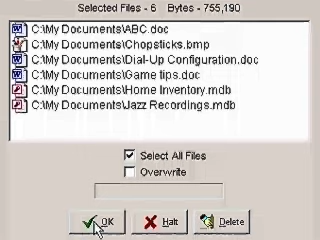 Selected Files - 6 Bytes - 755,190
C:\My Documents\ABC.doc
C:\My Documents\Chopsticks.bmp
C:\My Documents\Dial-Up Configuration.doc
C:\My Documents\Game tips.doc
C:\My Documents\Home Inventory.mdb
C:\My Documents\Jazz Recordings.mdb
Select All Files
Overwrite
OK
Halt
Delete